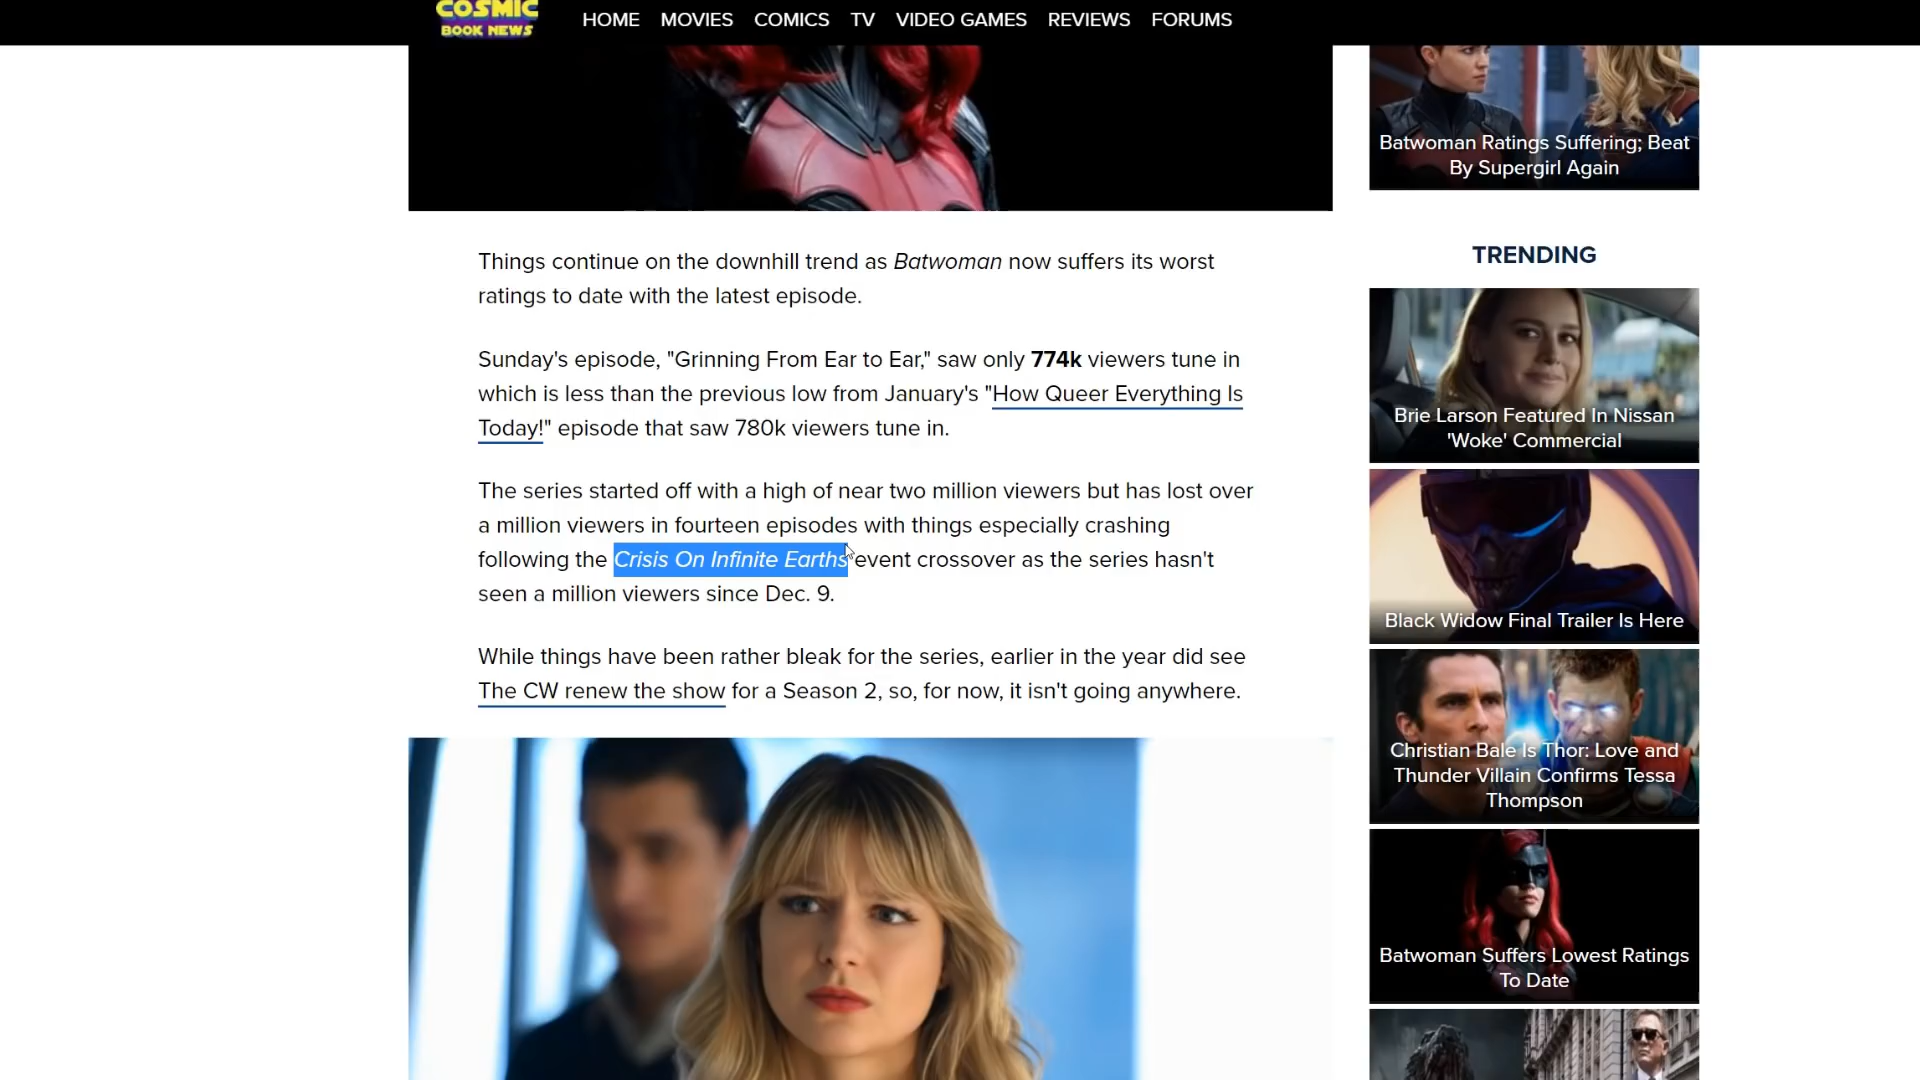 COSMIC
BOOK NEWS
HOME MOVIES COMICS TV VIDEO GAMES REVIEWS FORUMS
Batwoman Ratings Suffering; Beat
By Supergirl Again
Things continue on the downhill trend as Batwoman now suffers its worst
ratings to date with the latest episode.
Sunday's episode, "Grinning From Ear to Ear," saw only 774k viewers tune in
which is less than the previous low from January's "How Queer Everything Is
Today!" episode that saw 780k viewers tune in.
The series started off with a high of near two million viewers but has lost over
a million viewers in fourteen episodes with things especially crashing
following the Crisis On Infinite Earths event crossover as the series hasn't
seen a million viewers since Dec. 9.
While things have been rather bleak for the series, earlier in the year did see
The CW renew the show for a Season 2, so, for now, it isn't going anywhere.
TRENDING
Brie Larson Featured In Nissan
'Woke' Commercial
Black Widow Final Trailer Is Here
Christian Bale Is Thor: Love and
Thunder Villain Confirms Tessa
Thompson
Batwoman Suffers Lowest Ratings
To Date